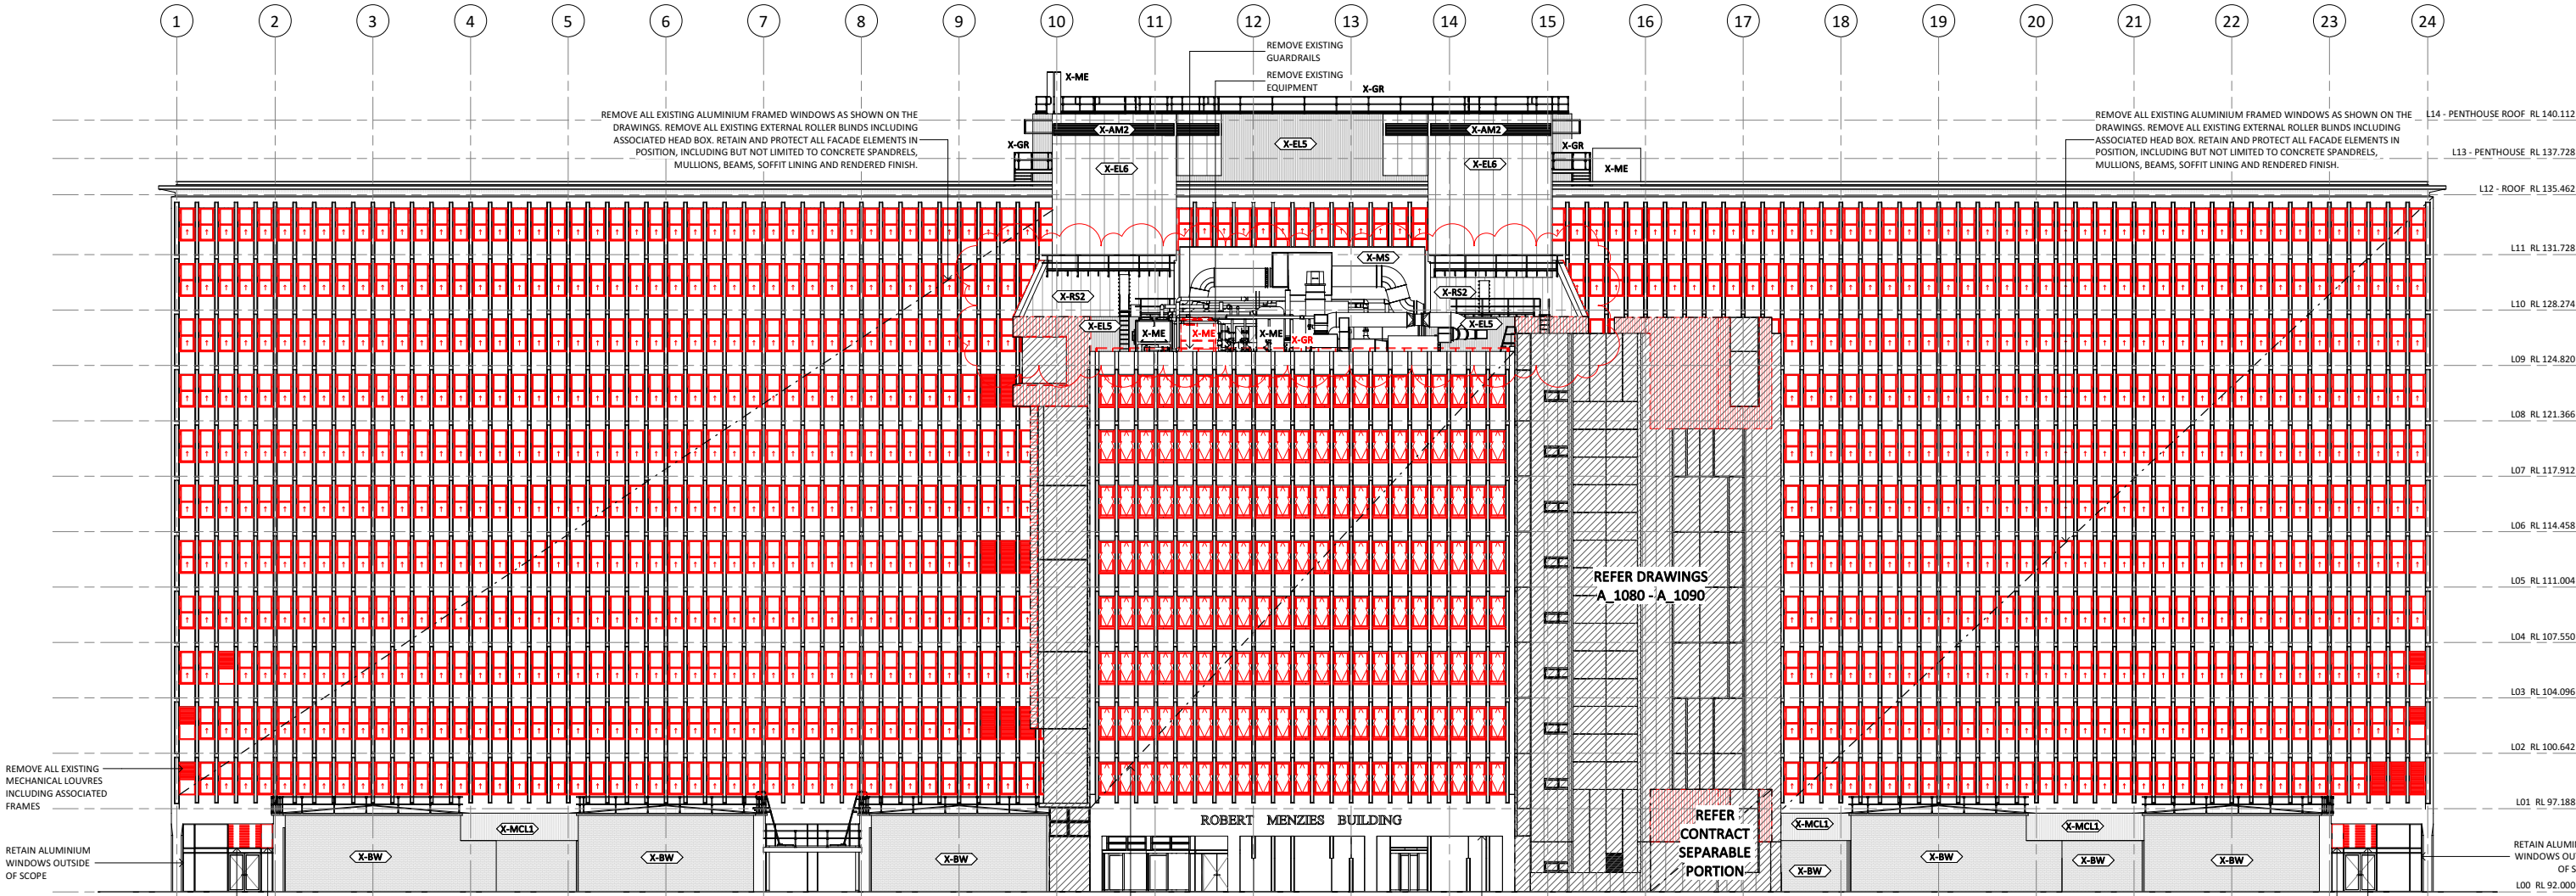 1 2 3 4 5 6 7 8 9 10 11 12 13 14 15 16 17 18 19 20 21 22 23 24
REMOVE EXISTING
GUARDRAILS
REMOVE EXISTING
EQUIPMENT
X-ME
X-GR
REMOVE ALL EXISTING ALUMINIUM FRAMED WINDOWS AS SHOWN ON THE
DRAWINGS. REMOVE ALL EXISTING EXTERNAL ROLLER BLINDS INCLUDING
ASSOCIATED HEAD BOX. RETAIN AND PROTECT ALL FACADE ELEMENTS IN
POSITION, INCLUDING BUT NOT LIMITED TO CONCRETE SPANDRELS,
MULLIONS, BEAMS, SOFFIT LINING AND RENDERED FINISH.
REMOVE ALL EXISTING ALUMINIUM FRAMED WINDOWS AS SHOWN ON THE
DRAWINGS. REMOVE ALL EXISTING EXTERNAL ROLLER BLINDS INCLUDING
ASSOCIATED HEAD BOX. RETAIN AND PROTECT ALL FACADE ELEMENTS IN
POSITION, INCLUDING BUT NOT LIMITED TO CONCRETE SPANDRELS,
MULLIONS, BEAMS, SOFFIT LINING AND RENDERED FINISH.
L14 - PENTHOUSE ROOF RL 140.112
L13 - PENTHOUSE RL 137.728
L12 - ROOF RL 135.462
L11 RL 131.728
L10 RL 128.274
L09 RL 124.820
L08 RL 121.366
L07 RL 117.912
L06 RL 114.458
L05 RL 111.004
L04 RL 107.550
L03 RL 104.096
L02 RL 100.642
L01 RL 97.188
L00 RL 92.000
X-AM2
X-AM2
X-EL5
X-GR
X-GR
X-EL6
X-EL6
X-ME
X-MS
X-RS2
X-RS2
X-EL5
X-ME
X-ME
X-ME
X-GR
X-EL5
REFER DRAWINGS
A_1080 - A_1090
REMOVE ALL EXISTING
MECHANICAL LOUVRES
INCLUDING ASSOCIATED
FRAMES
RETAIN ALUMINIUM
WINDOWS OUTSIDE
OF SCOPE
X-MCL1
X-BW
X-BW
X-BW
ROBERT MENZIES BUILDING
REFER
CONTRACT
SEPARABLE
PORTION
X-MCL1
X-MCL1
X-BW
X-BW
X-BW
X-BW
RETAIN ALUMI
WINDOWS OU